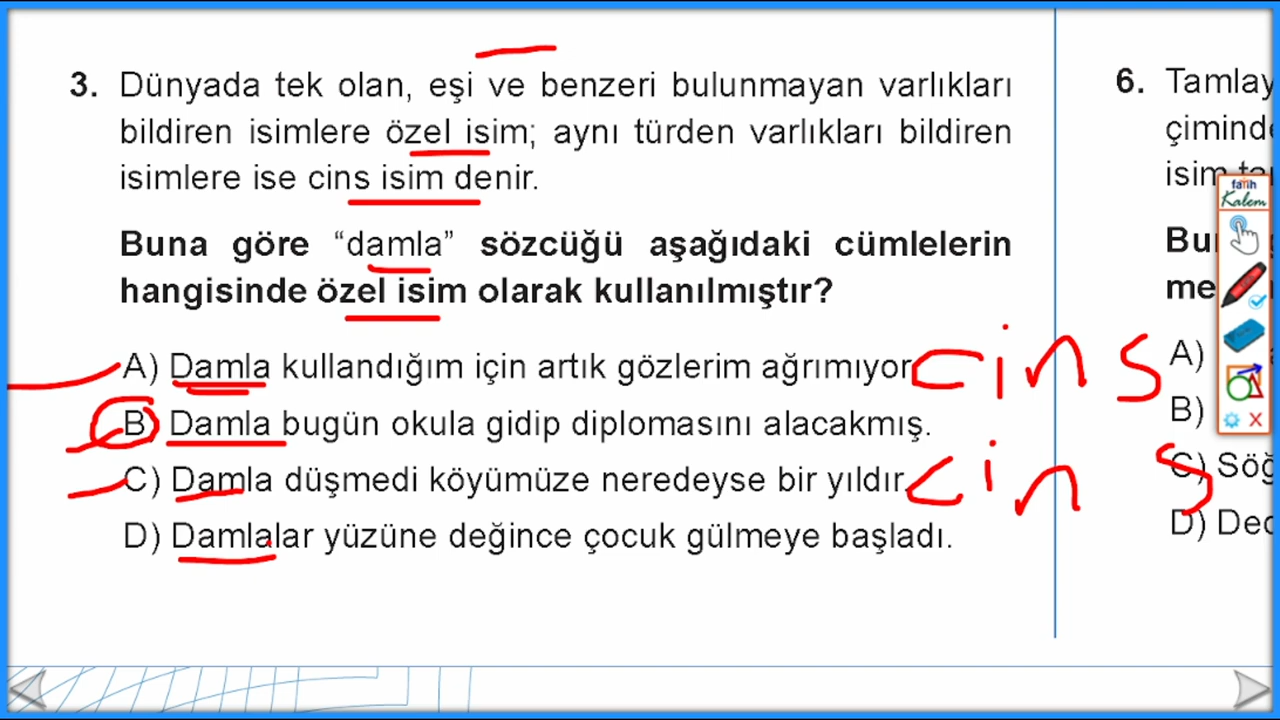 3. Dünyada tek olan, eşi ve benzeri bulunmayan varlıkları
bildiren isimlere özel isim; aynı türden varlıkları bildiren
isimlere ise cins isim denir.
Buna göre “damla” sözcüğü aşağıdaki cümlelerin
hangisinde özel isim olarak kullanılmıştır?
A) Damla kullandığım için artık gözlerim ağrımıyor.
cins
B) Damla bugün okula gidip diplomasını alacakmış.
C) Damla düşmedi köyümüze neredeyse bir yıldır.
cins
D) Damlalar yüzüne değince çocuk gülmeye başladı.
6. Tamlay
çiminde
isim
Bu
me
A)
B)
C) Söğ
D) Dec
fatih
Kalem